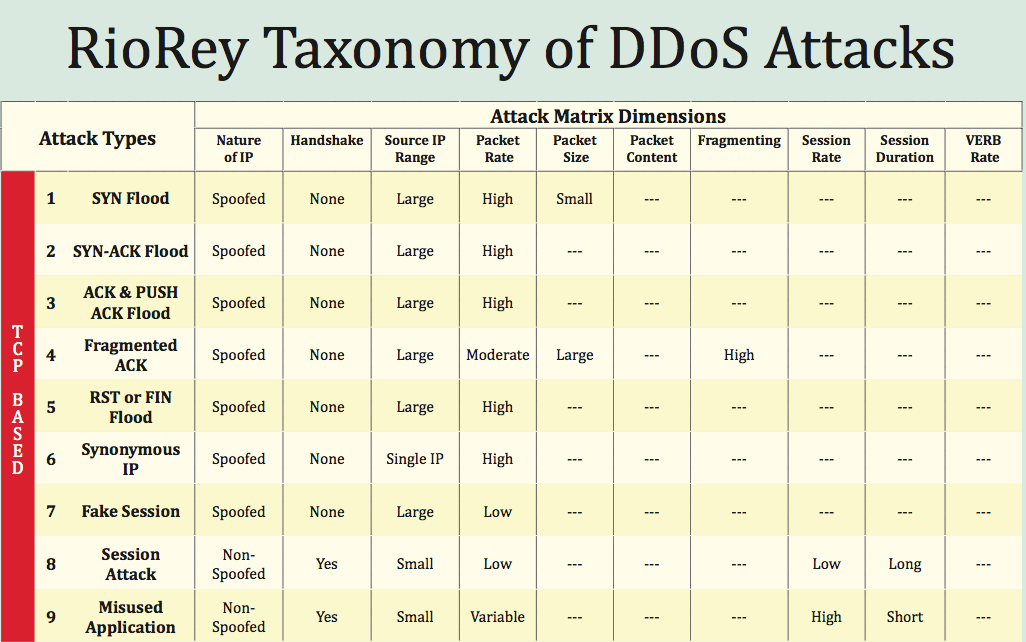 RioRey Taxonomy of DDoS Attacks
Attack Types
Attack Matrix Dimensions
Nature of IP Handshake Source IP Range Packet Rate Packet Size Packet Content Fragmenting Session Rate Session Duration VERB Rate
TCP BASED
1 SYN Flood Spoofed None Large High Small --- --- --- --- ---
2 SYN-ACK Flood Spoofed None Large High --- --- --- --- --- ---
3 ACK & PUSH ACK Flood Spoofed None Large High --- --- --- --- --- ---
4 Fragmented ACK Spoofed None Large Moderate Large --- High --- --- ---
5 RST or FIN Flood Spoofed None Large High --- --- --- --- --- ---
6 Synonymous IP Spoofed None Single IP High --- --- --- --- --- ---
7 Fake Session Spoofed None Large Low --- --- --- --- --- ---
8 Session Attack Non-Spoofed Yes Small Low --- --- --- Low Long ---
9 Misused Application Non-Spoofed Yes Small Variable --- --- --- High Short ---